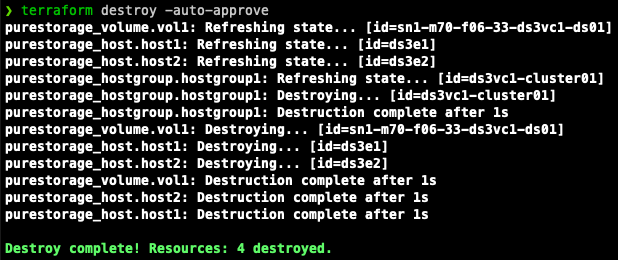 ❯ terraform destroy -auto-approve
purestorage_volume.vol1: Refreshing state... [id=sn1-m70-f06-33-ds3vc1-ds01]
purestorage_host.host1: Refreshing state... [id=ds3e1]
purestorage_host.host2: Refreshing state... [id=ds3e2]
purestorage_hostgroup.hostgroup1: Refreshing state... [id=ds3vc1-cluster01]
purestorage_hostgroup.hostgroup1: Destroying... [id=ds3vc1-cluster01]
purestorage_hostgroup.hostgroup1: Destruction complete after 1s
purestorage_volume.vol1: Destroying... [id=sn1-m70-f06-33-ds3vc1-ds01]
purestorage_host.host1: Destroying... [id=ds3e1]
purestorage_host.host2: Destroying... [id=ds3e2]
purestorage_volume.vol1: Destruction complete after 1s
purestorage_host.host2: Destruction complete after 1s
purestorage_host.host1: Destruction complete after 1s
Destroy complete! Resources: 4 destroyed.